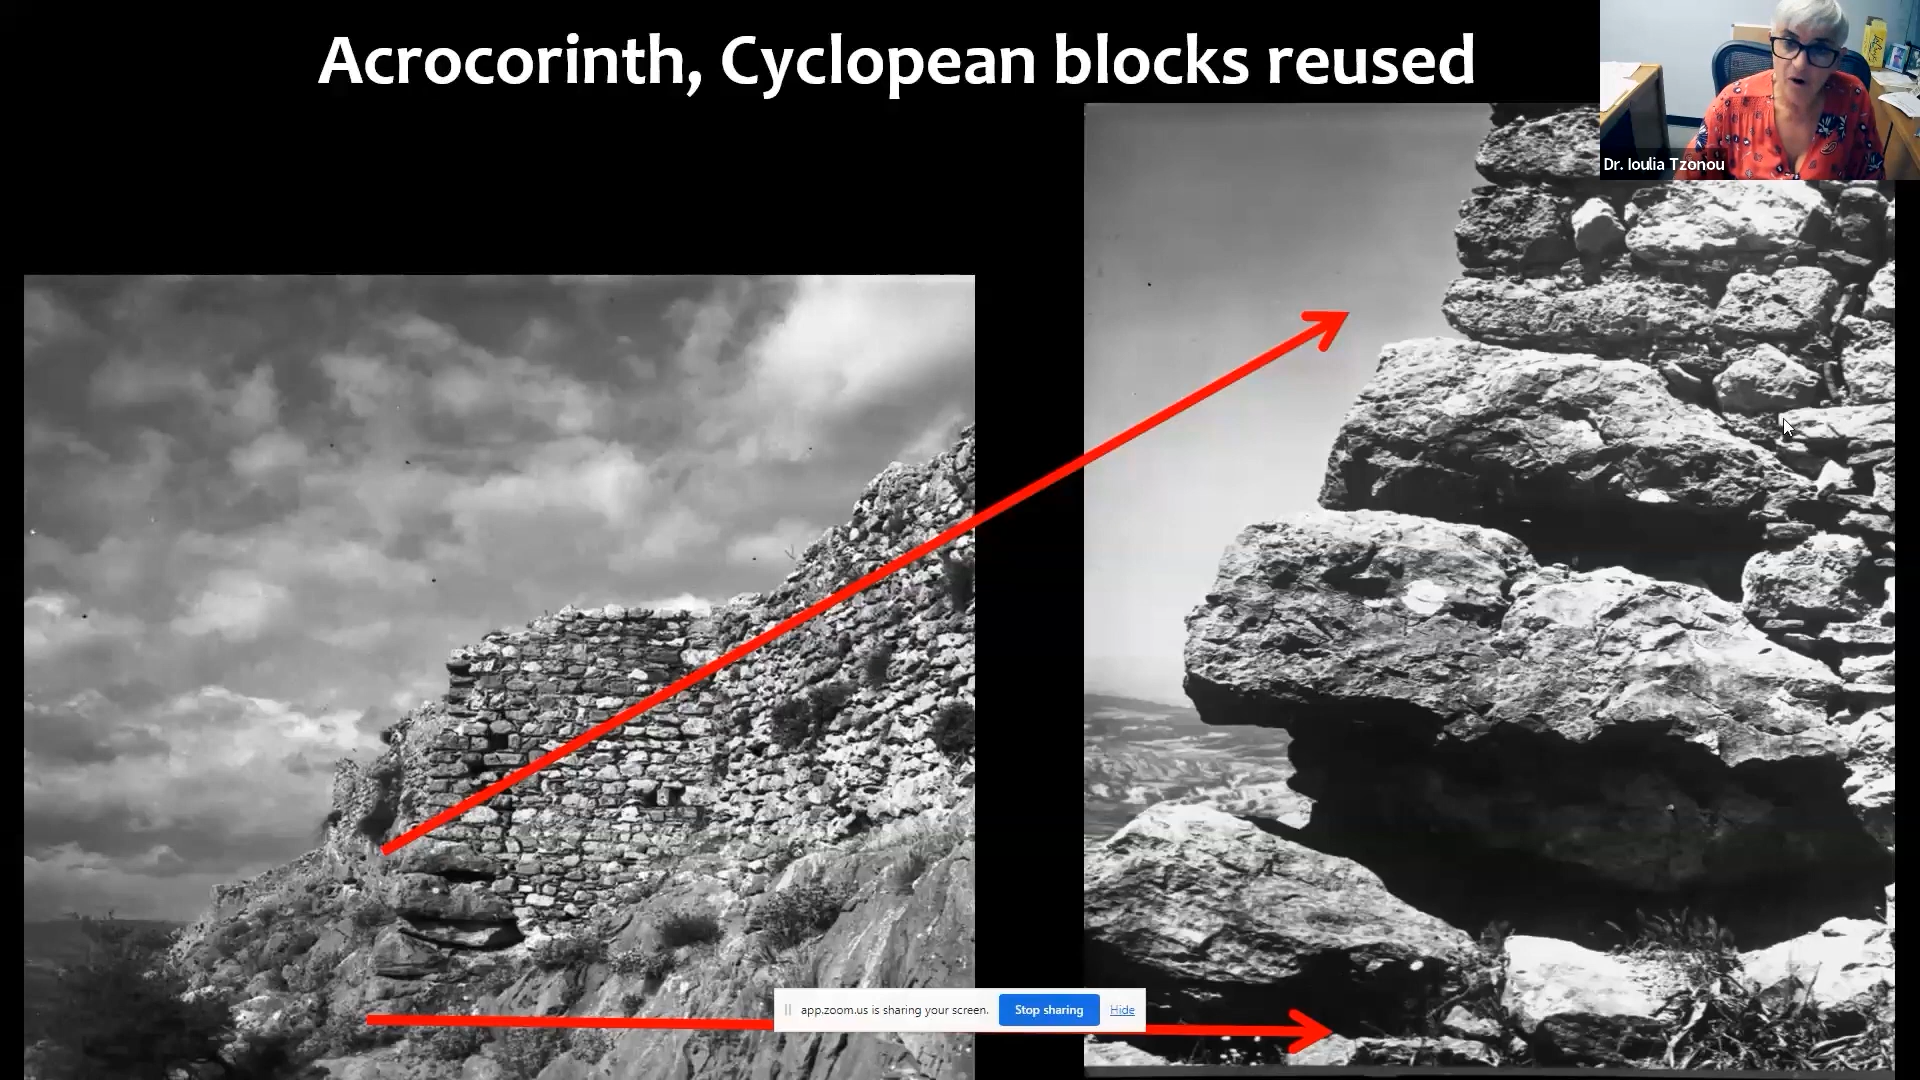 Acrocorinth, Cyclopean blocks reused
Dr. Ioulia Tzonou
app.zoom.us is sharing your screen. Stop sharing Hide